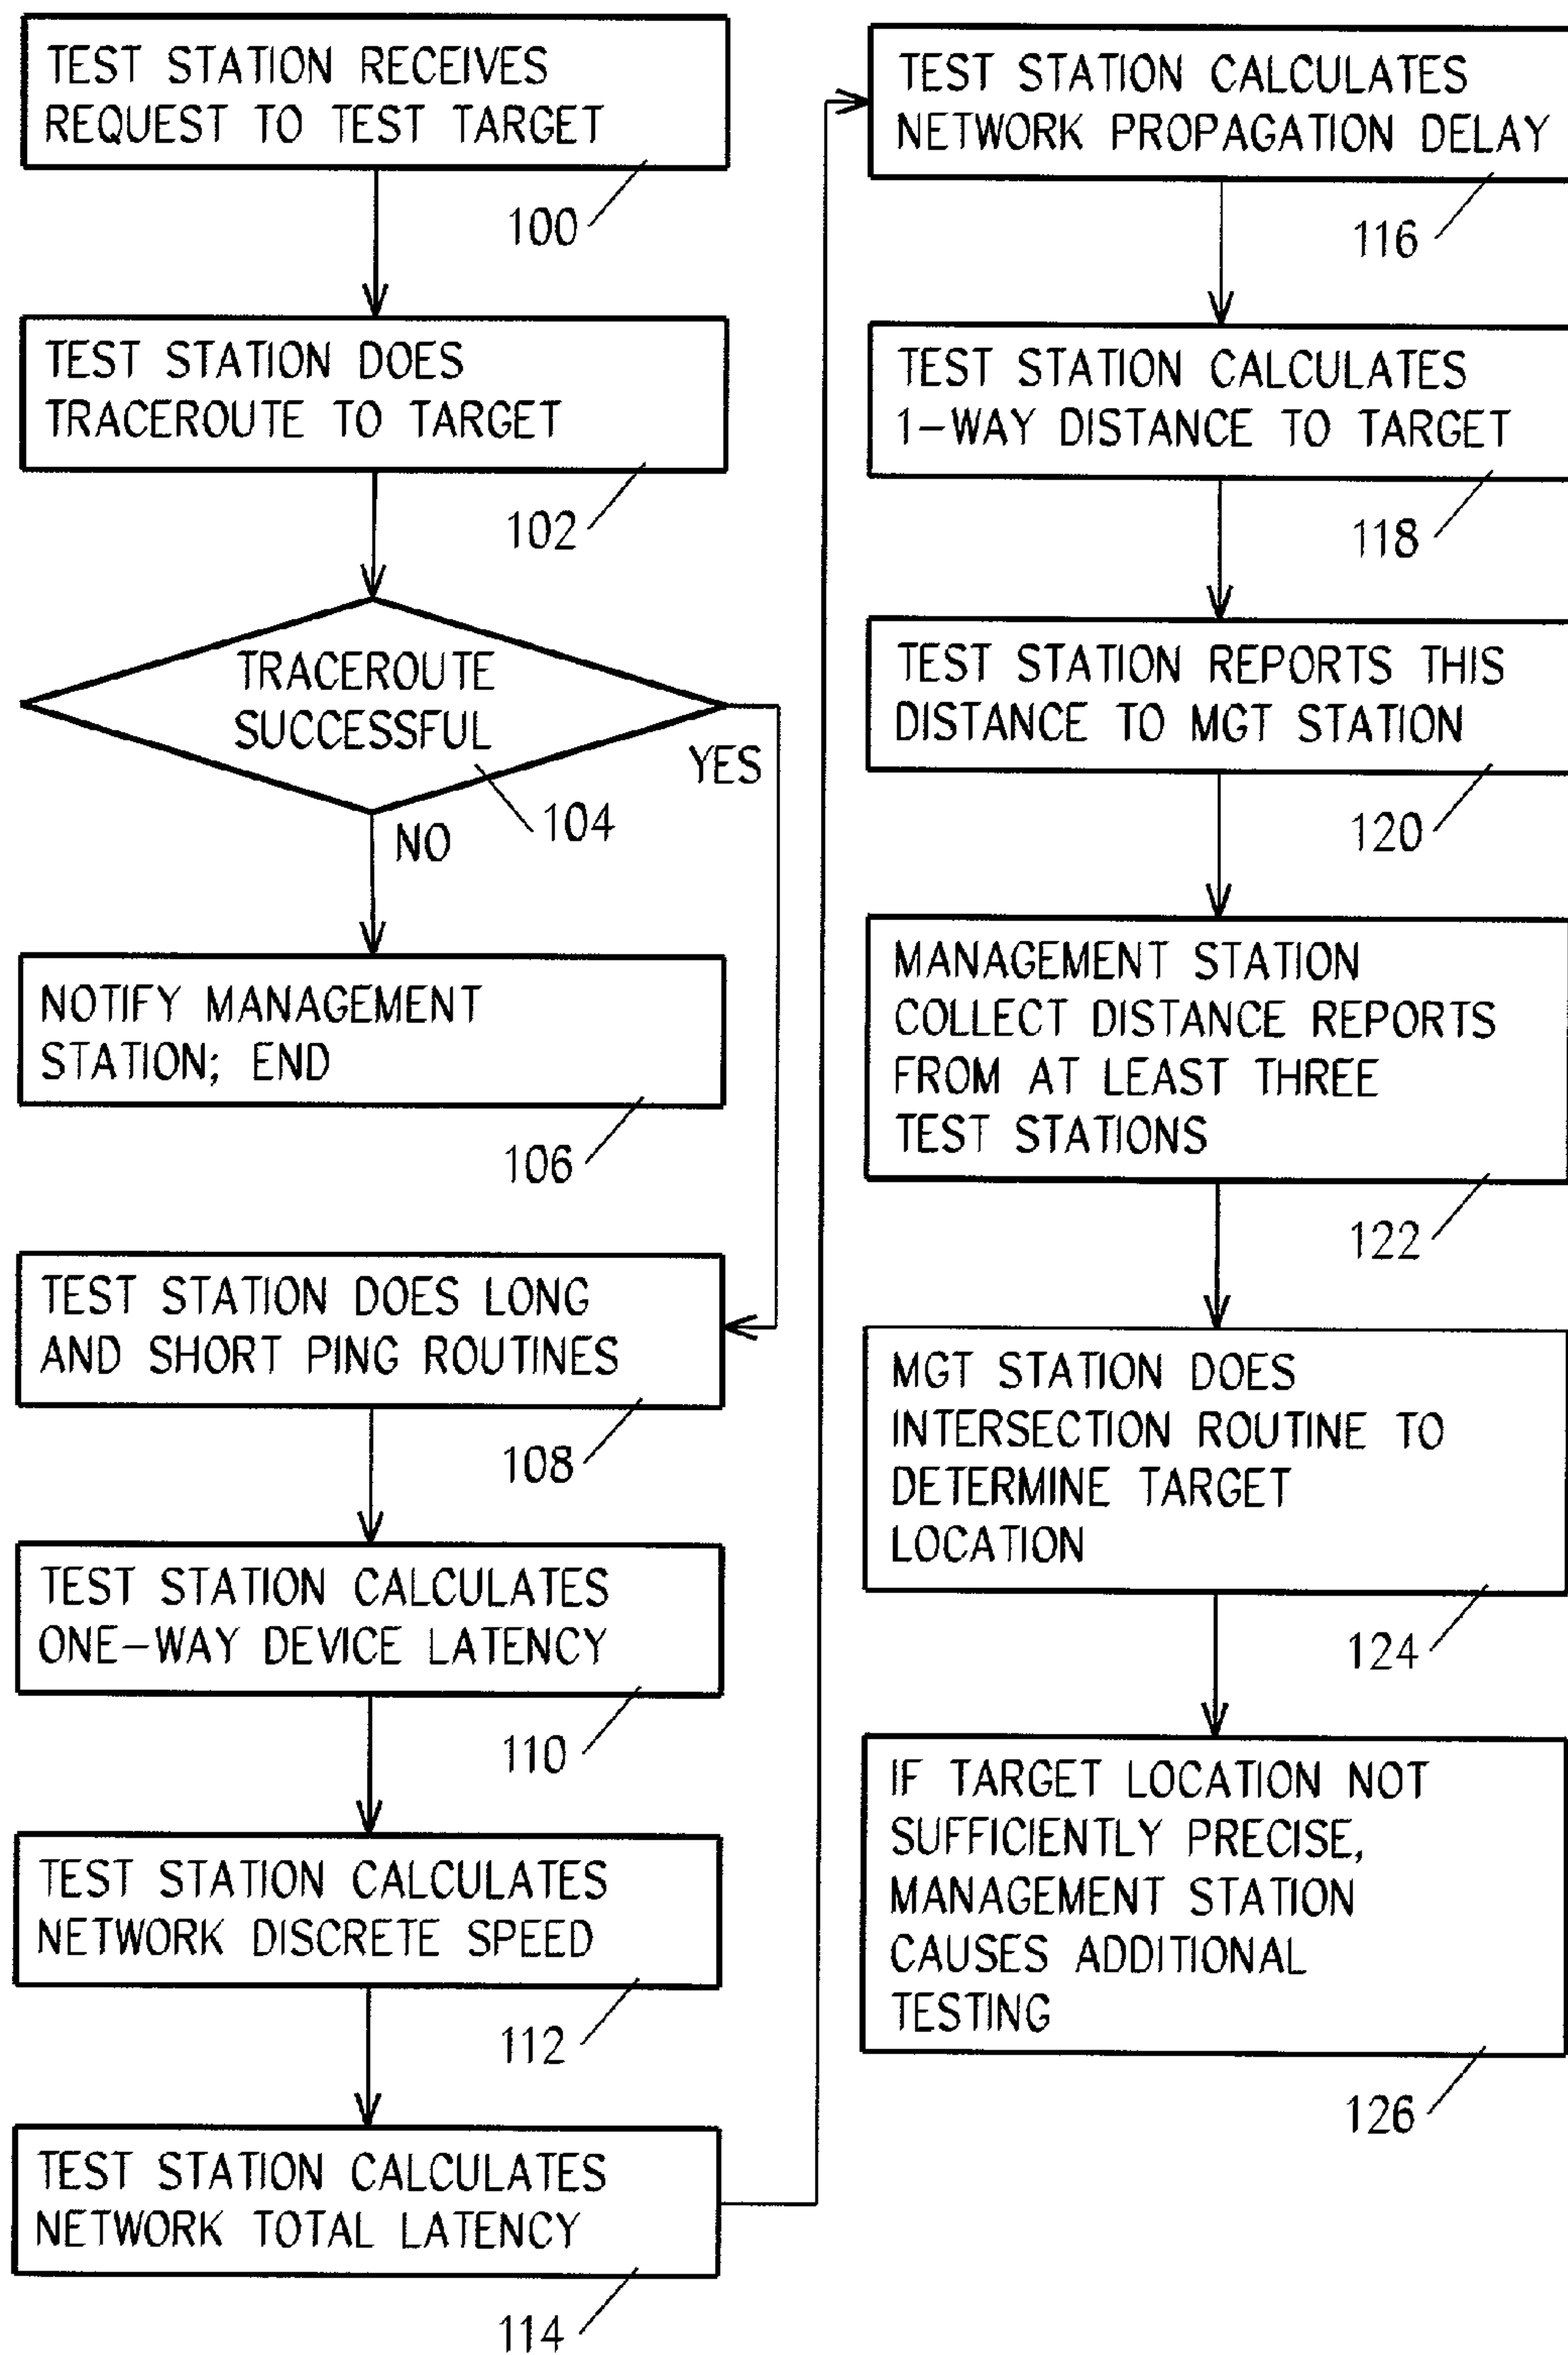 TEST STATION RECEIVES
REQUEST TO TEST TARGET
100
TEST STATION DOES
TRACEROUTE TO TARGET
102
TRACEROUTE
SUCCESSFUL
YES
104
NO
NOTIFY MANAGEMENT
STATION; END
106
TEST STATION DOES LONG
AND SHORT PING ROUTINES
108
TEST STATION CALCULATES
ONE-WAY DEVICE LATENCY
110
TEST STATION CALCULATES
NETWORK DISCRETE SPEED
112
TEST STATION CALCULATES
NETWORK TOTAL LATENCY
114
TEST STATION CALCULATES
NETWORK PROPAGATION DELAY
116
TEST STATION CALCULATES
1-WAY DISTANCE TO TARGET
118
TEST STATION REPORTS THIS
DISTANCE TO MGT STATION
120
MANAGEMENT STATION
COLLECT DISTANCE REPORTS
FROM AT LEAST THREE
TEST STATIONS
122
MGT STATION DOES
INTERSECTION ROUTINE TO
DETERMINE TARGET
LOCATION
124
IF TARGET LOCATION NOT
SUFFICIENTLY PRECISE,
MANAGEMENT STATION
CAUSES ADDITIONAL
TESTING
126